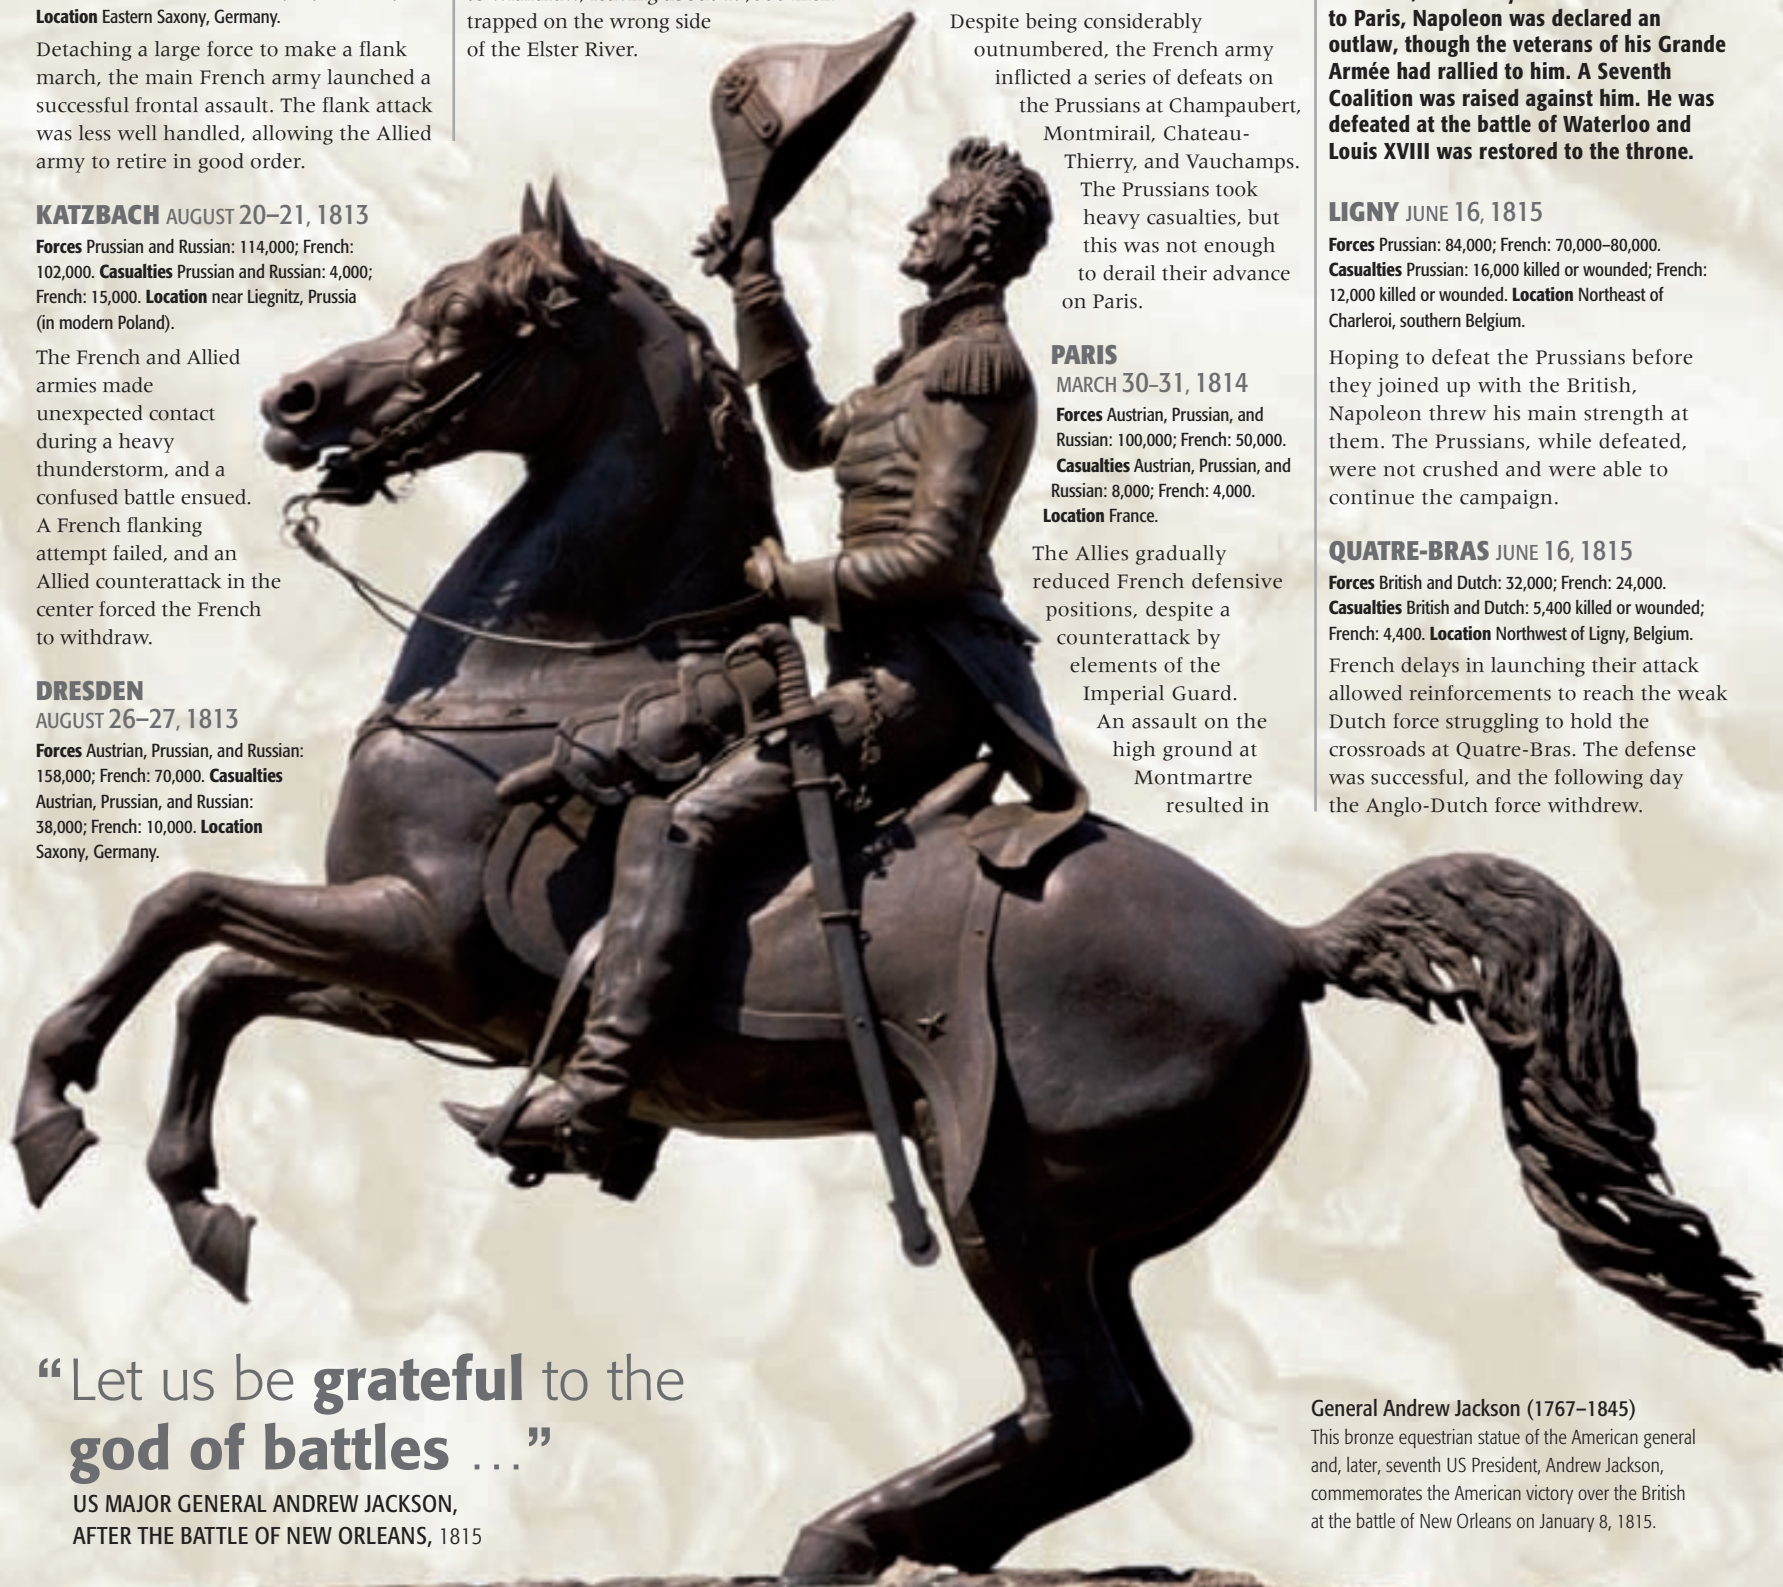 Location Eastern Saxony, Germany.
Detaching a large force to make a flank
march, the main French army launched a
successful frontal assault. The flank attack
was less well handled, allowing the Allied
army to retire in good order.
KATZBACH AUGUST 20–21, 1813
Forces Prussian and Russian: 114,000; French:
102,000. Casualties Prussian and Russian: 4,000;
French: 15,000. Location near Liegnitz, Prussia
(in modern Poland).
The French and Allied
armies made
unexpected contact
during a heavy
thunderstorm, and a
confused battle ensued.
A French flanking
attempt failed, and an
Allied counterattack in the
center forced the French
to withdraw.
DRESDEN
AUGUST 26–27, 1813
Forces Austrian, Prussian, and Russian:
158,000; French: 70,000. Casualties
Austrian, Prussian, and Russian:
38,000; French: 10,000. Location
Saxony, Germany.
trapped on the wrong side
of the Elster River.
Despite being considerably
outnumbered, the French army
inflicted a series of defeats on
the Prussians at Champaubert,
Montmirail, Chateau-
Thierry, and Vauchamps.
The Prussians took
heavy casualties, but
this was not enough
to derail their advance
on Paris.
PARIS
MARCH 30–31, 1814
Forces Austrian, Prussian, and
Russian: 100,000; French: 50,000.
Casualties Austrian, Prussian, and
Russian: 8,000; French: 4,000.
Location France.
The Allies gradually
reduced French defensive
positions, despite a
counterattack by
elements of the
Imperial Guard.
An assault on the
high ground at
Montmartre
resulted in
to Paris, Napoleon was declared an
outlaw, though the veterans of his Grande
Armée had rallied to him. A Seventh
Coalition was raised against him. He was
defeated at the battle of Waterloo and
Louis XVIII was restored to the throne.
LIGNY JUNE 16, 1815
Forces Prussian: 84,000; French: 70,000–80,000.
Casualties Prussian: 16,000 killed or wounded; French:
12,000 killed or wounded. Location Northeast of
Charleroi, southern Belgium.
Hoping to defeat the Prussians before
they joined up with the British,
Napoleon threw his main strength at
them. The Prussians, while defeated,
were not crushed and were able to
continue the campaign.
QUATRE-BRAS JUNE 16, 1815
Forces British and Dutch: 32,000; French: 24,000.
Casualties British and Dutch: 5,400 killed or wounded;
French: 4,400. Location Northwest of Ligny, Belgium.
French delays in launching their attack
allowed reinforcements to reach the weak
Dutch force struggling to hold the
crossroads at Quatre-Bras. The defense
was successful, and the following day
the Anglo-Dutch force withdrew.
“Let us be grateful to the
god of battles ...”
US MAJOR GENERAL ANDREW JACKSON,
AFTER THE BATTLE OF NEW ORLEANS, 1815
General Andrew Jackson (1767–1845)
This bronze equestrian statue of the American general
and, later, seventh US President, Andrew Jackson,
commemorates the American victory over the British
at the battle of New Orleans on January 8, 1815.